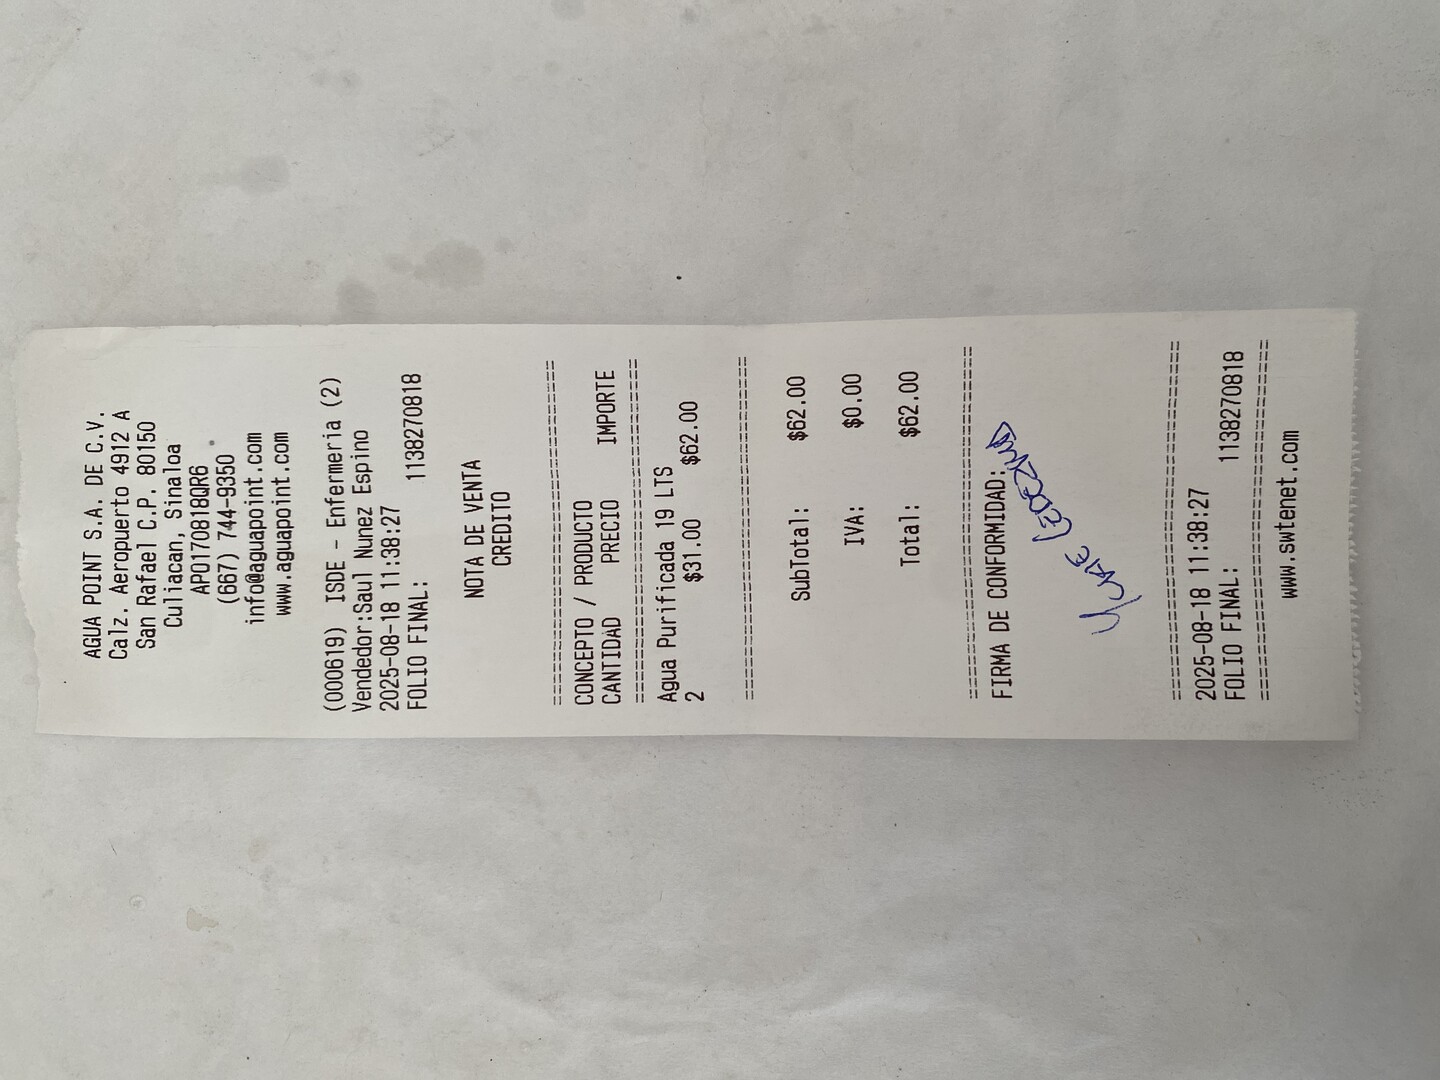 AGUA POINT S.A. DE C.V.
Calz. Aeropuerto 4912 A
San Rafael C.P. 80150
Culiacan, Sinaloa
APO170818QR6
(667) 744-9350
info@aguapoint.com
www.aguapoint.com
(000619) ISDE - Enfermeria (2)
Vendedor:Saul Nunez Espino
2025-08-18 11:38:27
FOLIO FINAL: 1138270818
NOTA DE VENTA
CREDITO
CONCEPTO / PRODUCTO
CANTIDAD PRECIO IMPORTE
Agua Purificada 19 LTS
2 $31.00 $62.00
SubTotal: $62.00
IVA: $0.00
Total: $62.00
FIRMA DE CONFORMIDAD:
2025-08-18 11:38:27
FOLIO FINAL: 1138270818
www.swtenet.com